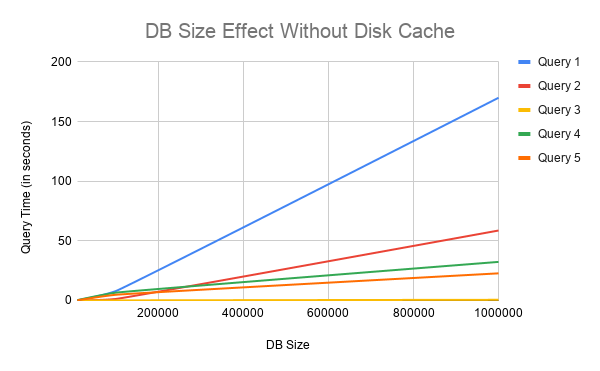 DB Size Effect Without Disk Cache
200
150
100
50
0
Query Time (in seconds)
200000 400000 600000 800000 1000000
DB Size
Query 1
Query 2
Query 3
Query 4
Query 5